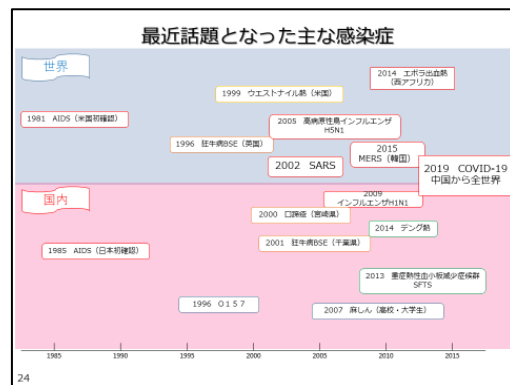 最近話題となった主な感染症
世界
2014 エボラ出血熱
(西アフリカ)
1999 ウエストナイル熱(米国)
1981 AIDS(米国初確認)
2005 高病原性鳥インフルエンザ
H5N1
1996 狂牛病BSE(英国)
2015
MERS(韓国)
2002 SARS
2019 COVID-19
中国から全世界
国内
2009
インフルエンザH1N1
2000 口蹄疫(宮崎県)
2014 デング熱
2001 狂牛病BSE(千葉県)
1985 AIDS(日本初確認)
2013 重症熱性血小板減少症候群
SFTS
1996 O157
2007 麻しん(高校・大学生)
1985
1990
1995
2000
2005
2010
2015
24